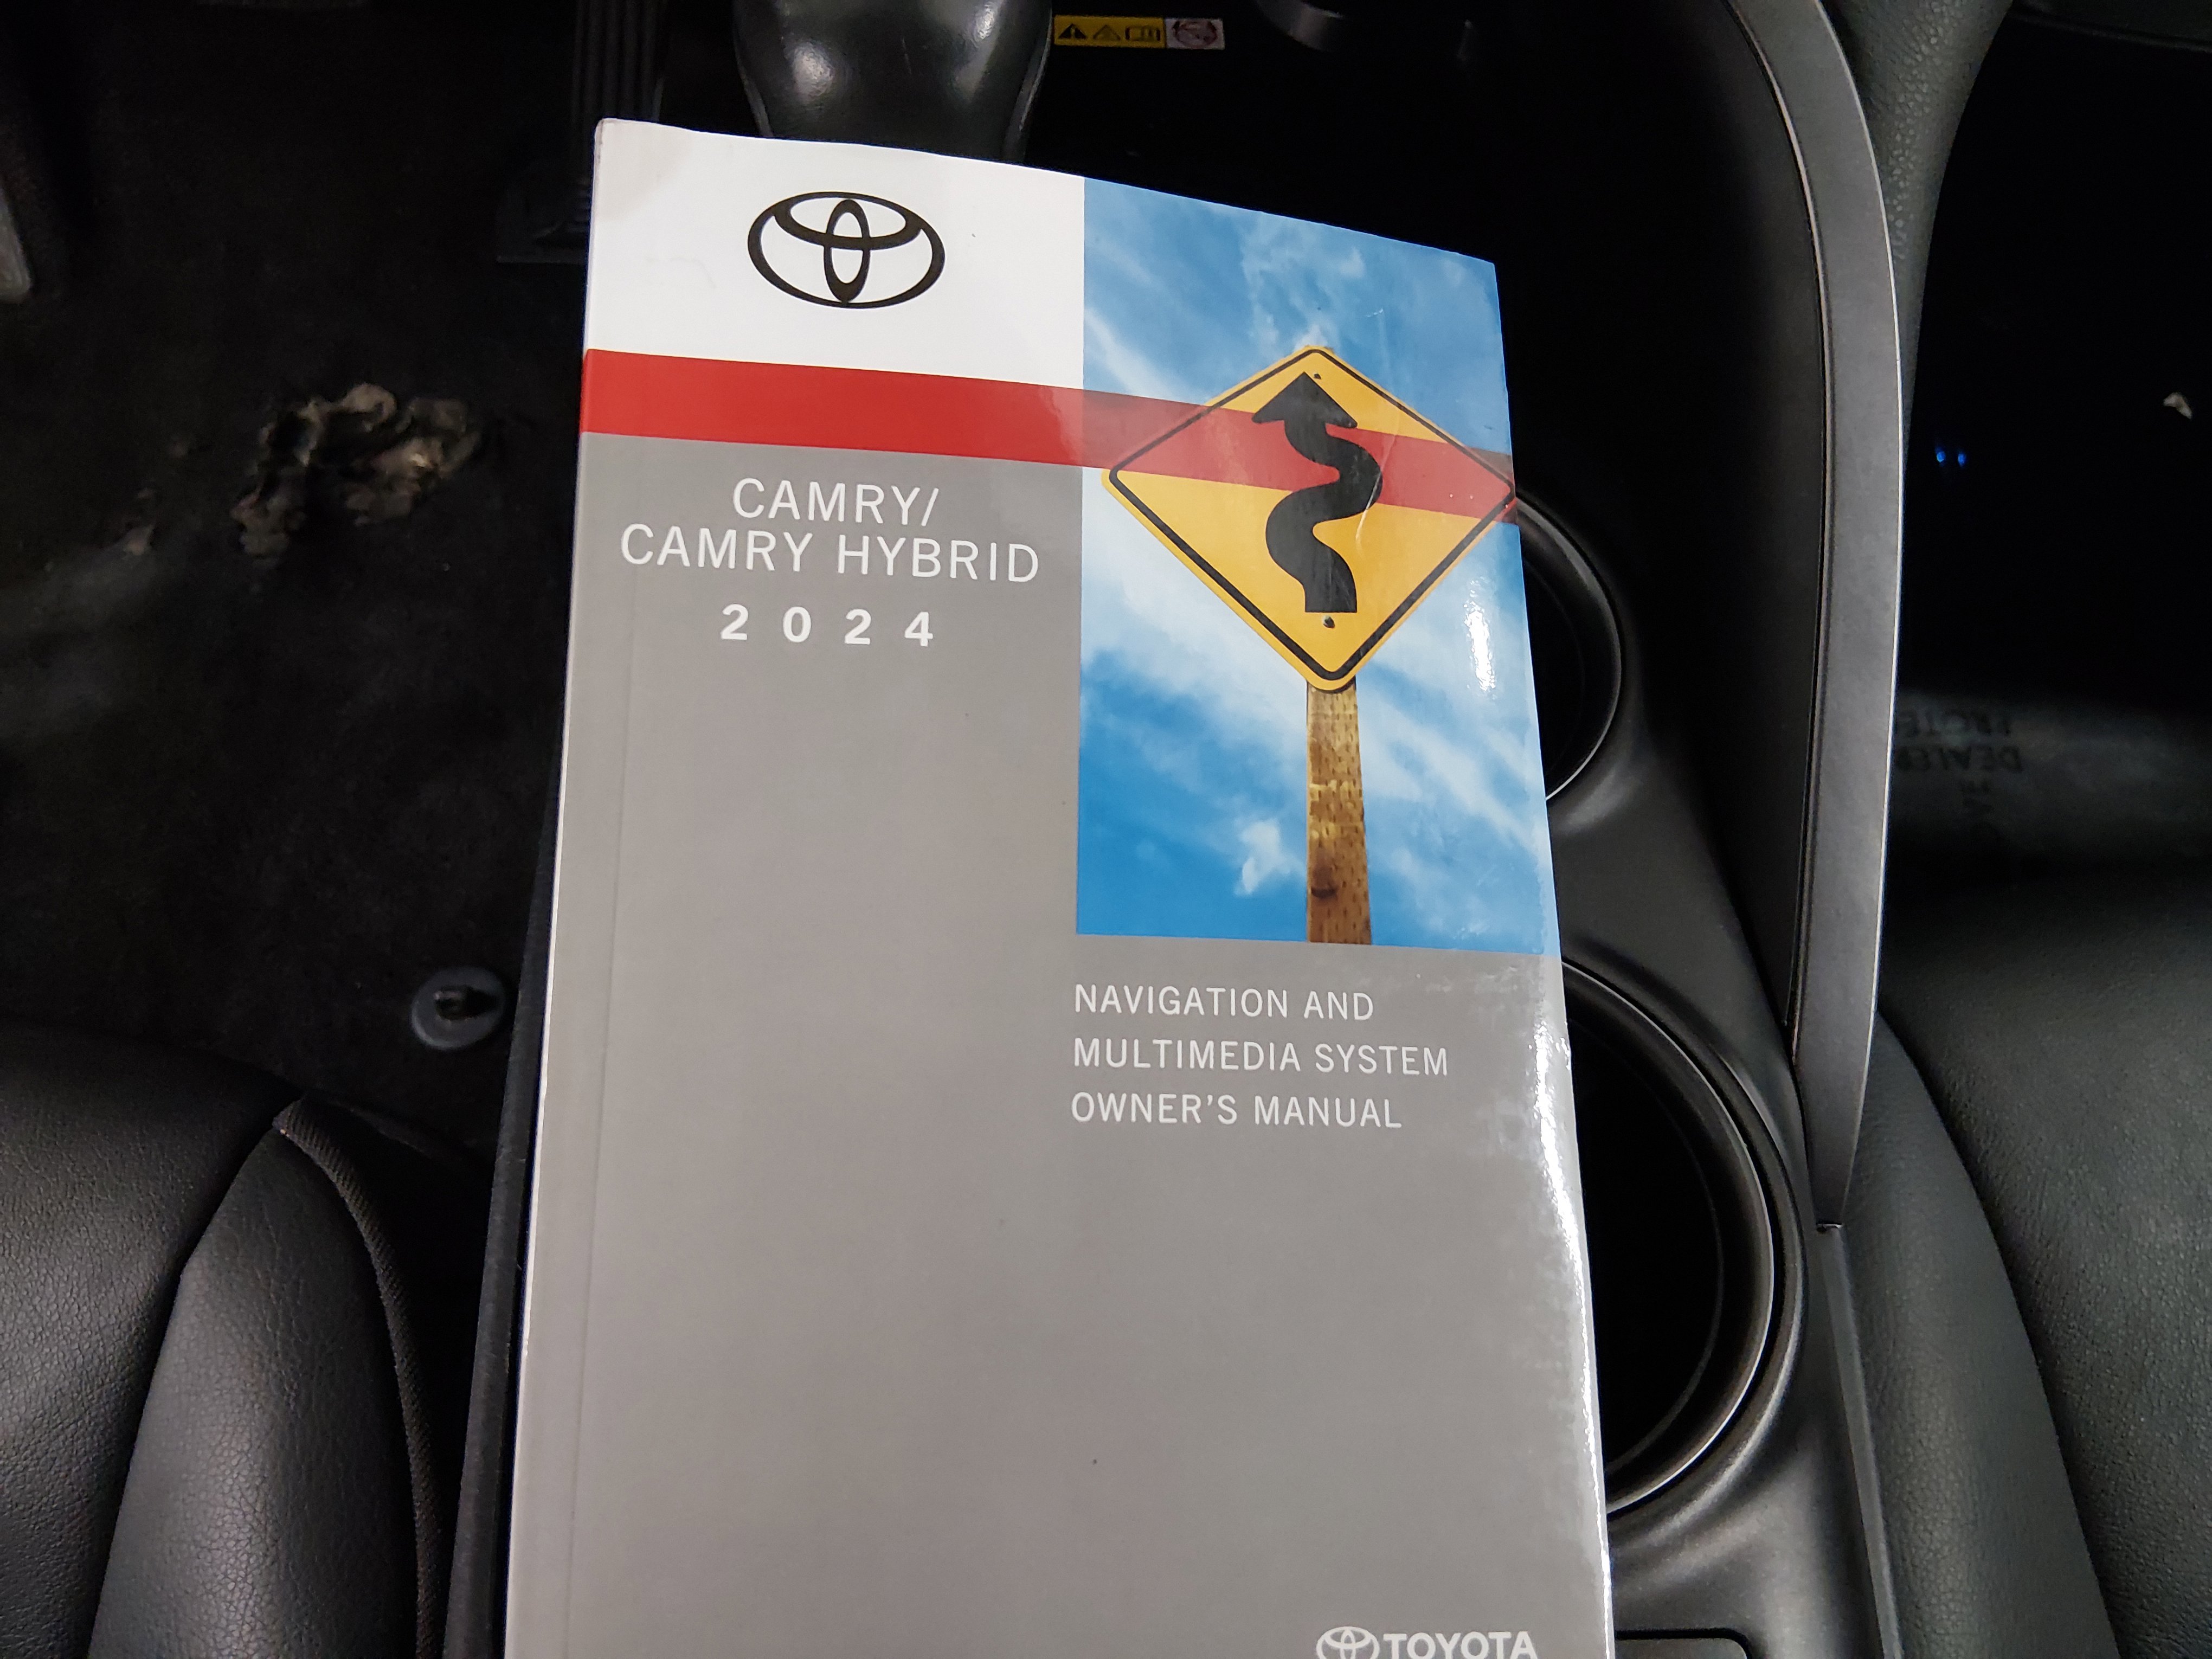 CAMRY/
CAMRY HYBRID
2024
NAVIGATION AND
MULTIMEDIA SYSTEM
OWNER'S MANUAL
TOYOTA